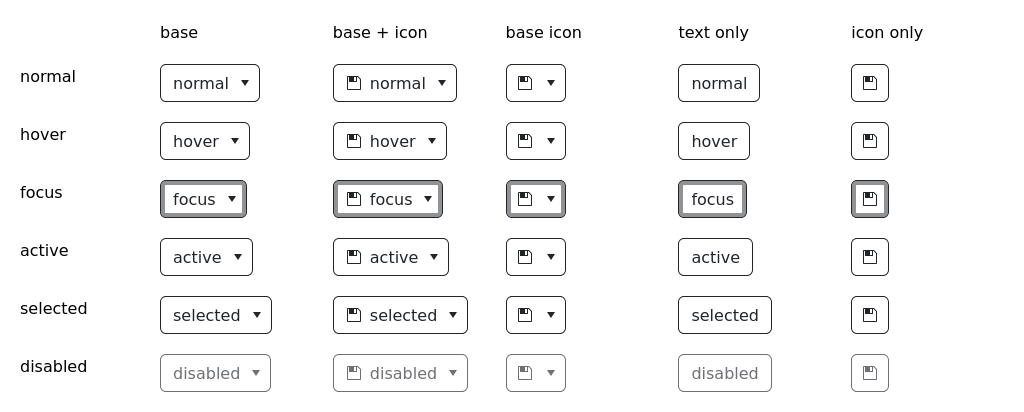 base base + icon base icon text only icon only
normal normal normal normal
hover hover hover hover
focus focus focus focus
active active active active
selected selected selected selected
disabled disabled disabled disabled